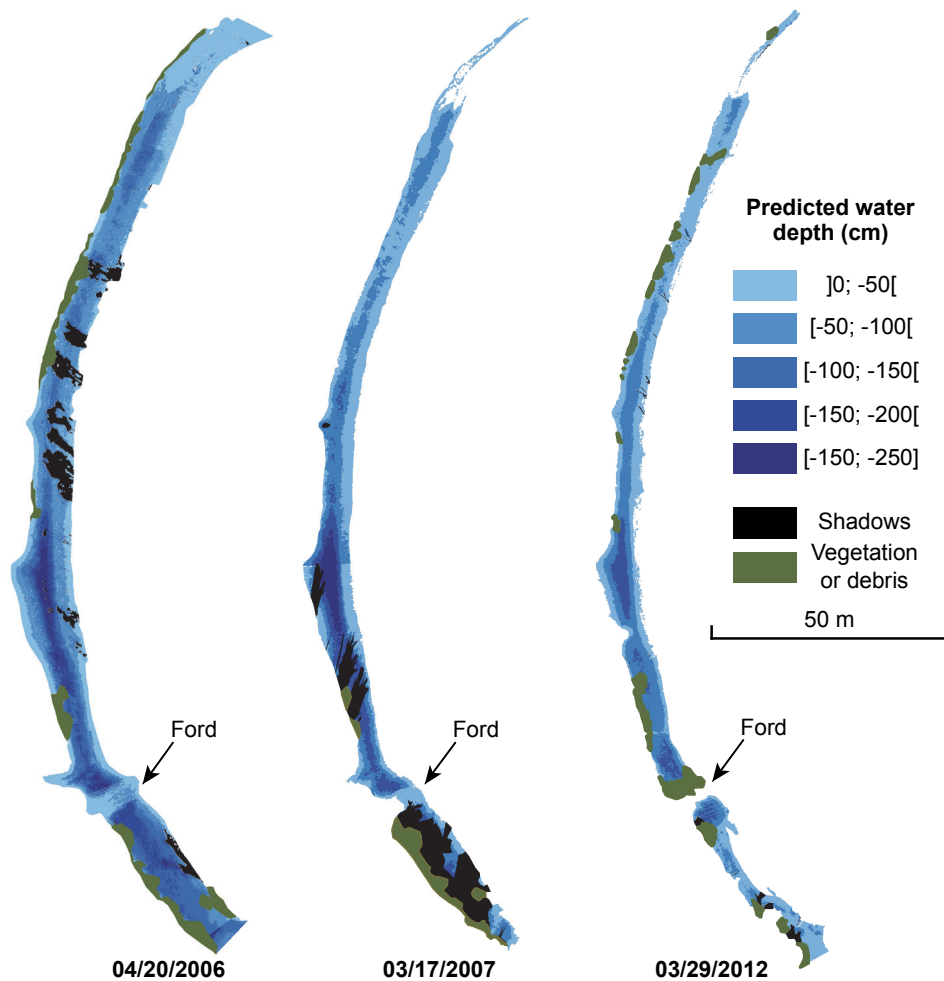 Predicted water
depth (cm)
]0; -50[
[-50; -100[
[-100; -150[
[-150; -200[
[-150; -250]
Shadows
Vegetation
or debris
50 m
Ford
Ford
Ford
04/20/2006
03/17/2007
03/29/2012